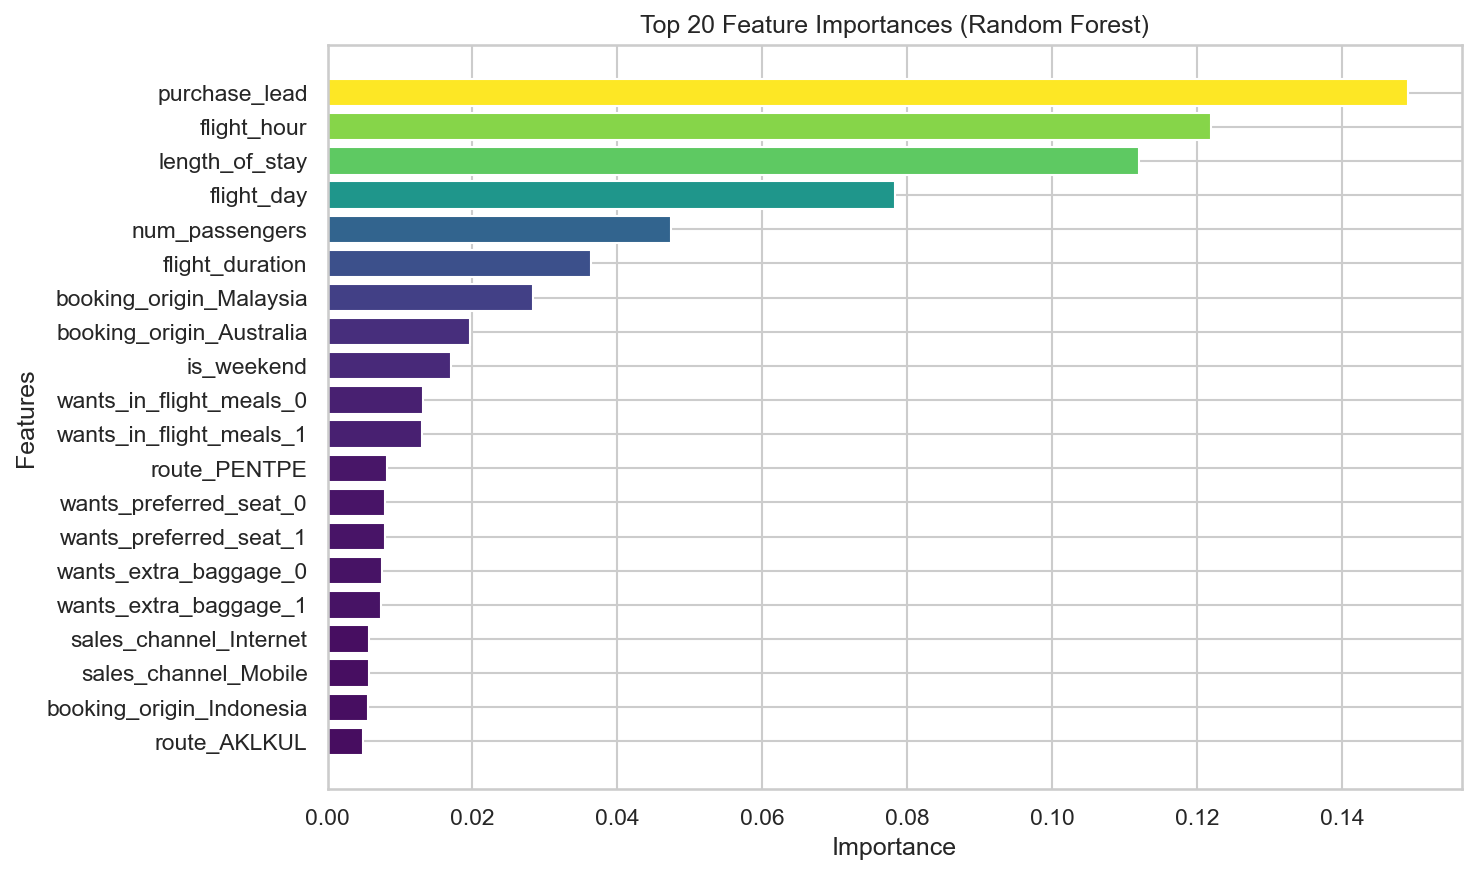 Top 20 Feature Importances (Random Forest)
Features
purchase_lead
flight_hour
length_of_stay
flight_day
num_passengers
flight_duration
booking_origin_Malaysia
booking_origin_Australia
is_weekend
wants_in_flight_meals_0
wants_in_flight_meals_1
route_PENTPE
wants_preferred_seat_0
wants_preferred_seat_1
wants_extra_baggage_0
wants_extra_baggage_1
sales_channel_Internet
sales_channel_Mobile
booking_origin_Indonesia
route_AKLKUL
0.00 0.02 0.04 0.06 0.08 0.10 0.12 0.14
Importance